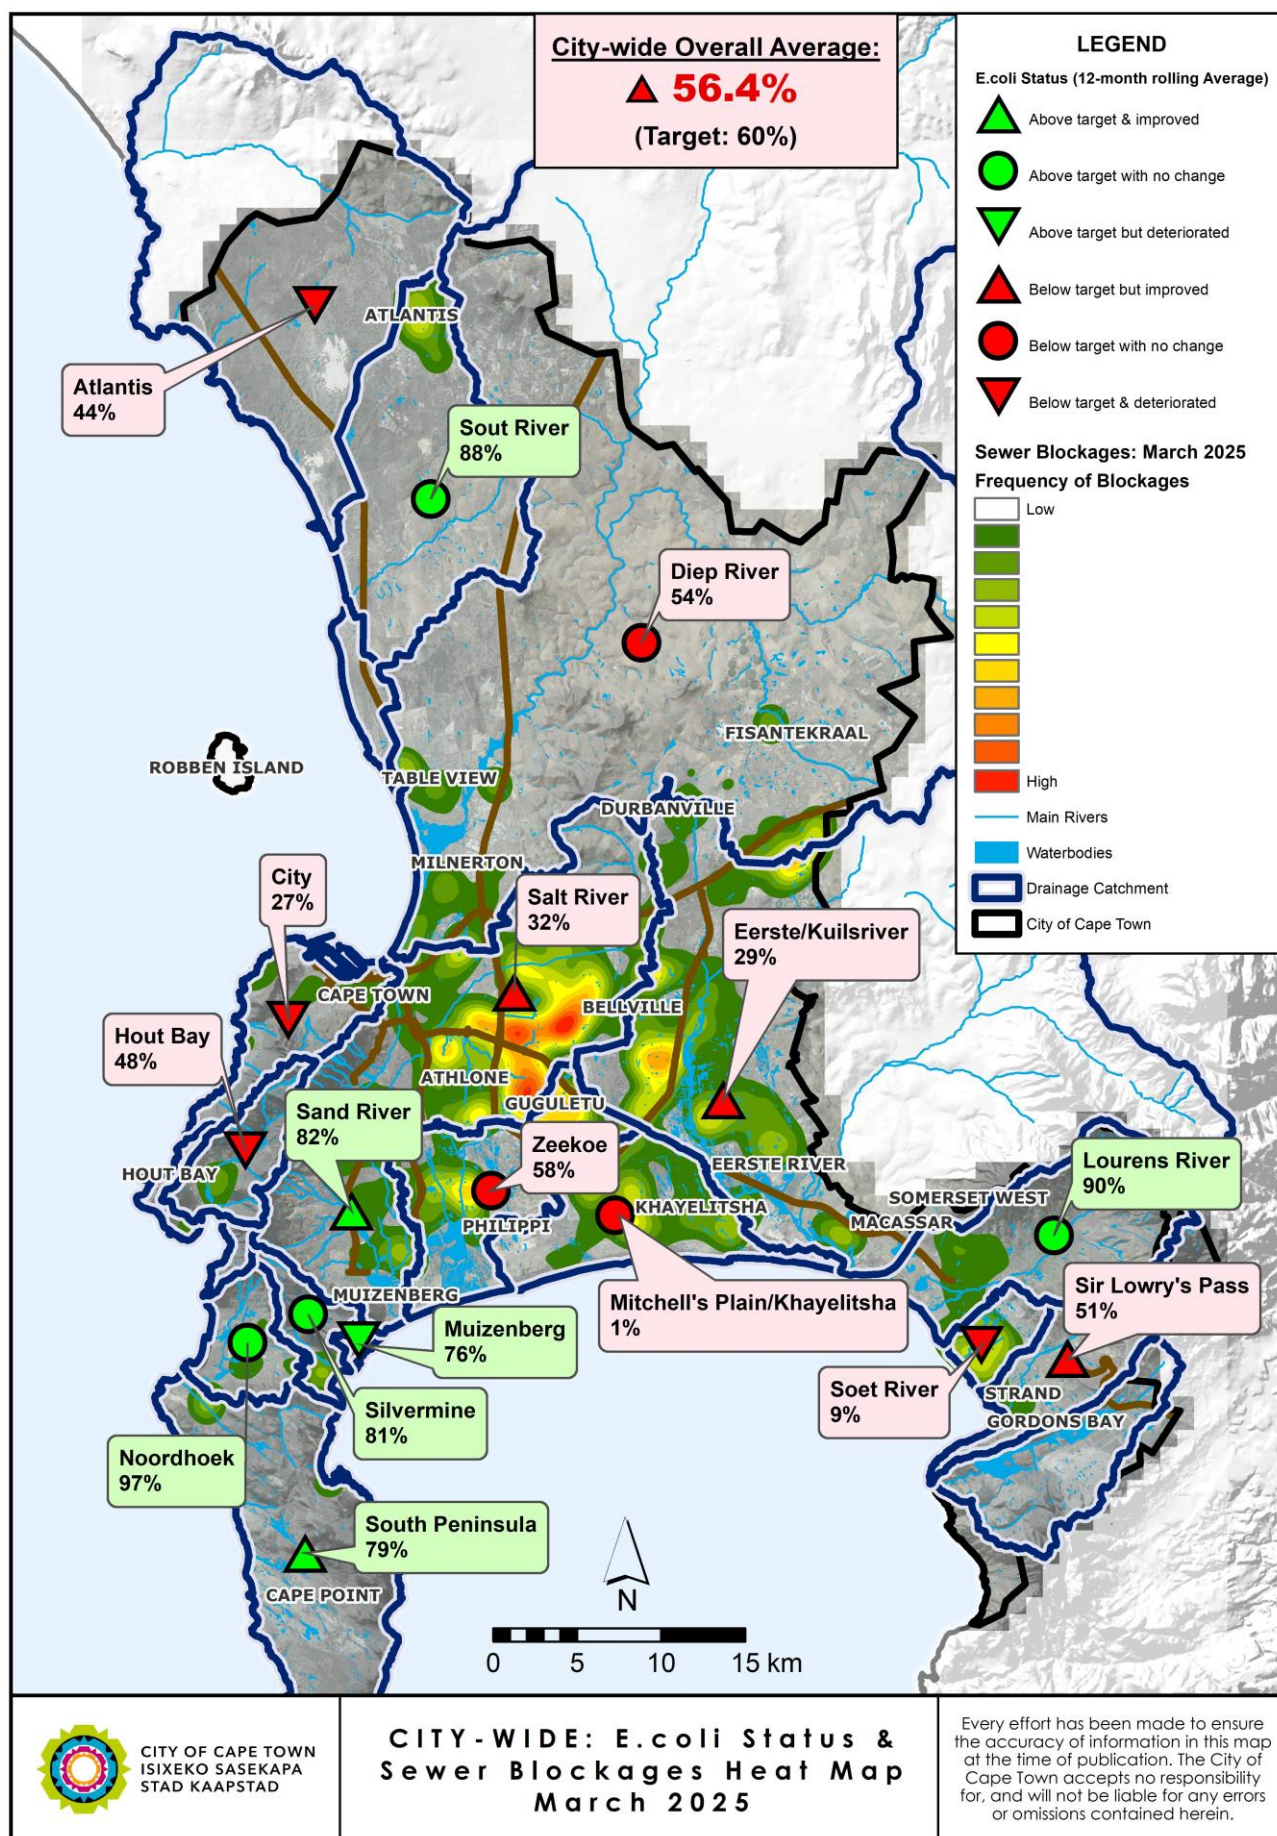 City-wide Overall Average:
56.4%
(Target: 60%)
LEGEND
E.coli Status (12-month rolling Average)
Above target & improved
Above target with no change
Above target but deteriorated
Below target but improved
Below target with no change
Below target & deteriorated
Sewer Blockages: March 2025
Frequency of Blockages
Low
High
Main Rivers
Waterbodies
Drainage Catchment
City of Cape Town
ATLANTIS
Atlantis
44%
Sout River
88%
Diep River
54%
FISANTEKRAAL
ROBBEN ISLAND
TABLE VIEW
DURBANVILLE
MILNERTON
City
27%
Salt River
32%
Eerste/Kuilsriver
29%
CAPE TOWN
BELLVILLE
Hout Bay
48%
ATHLONE
GUGULETU
Sand River
82%
Zeekoe
58%
HOUT BAY
EERSTE RIVER
Lourens River
90%
SOMERSET WEST
KHAYELITSHA
MACASSAR
PHILIPPI
MUIZENBERG
Mitchell's Plain/Khayelitsha
1%
Sir Lowry's Pass
51%
Muizenberg
76%
Soet River
9%
STRAND
GORDONS BAY
Silvermine
81%
Noordhoek
97%
South Peninsula
79%
CAPE POINT
N
0 5 10 15 km
CITY OF CAPE TOWN
ISIXEKO SASEKAPA
STAD KAAPSTAD
CITY-WIDE: E.coli Status &
Sewer Blockages Heat Map
March 2025
Every effort has been made to ensure
the accuracy of information in this map
at the time of publication. The City of
Cape Town accepts no responsibility
for, and will not be liable for any errors
or omissions contained herein.